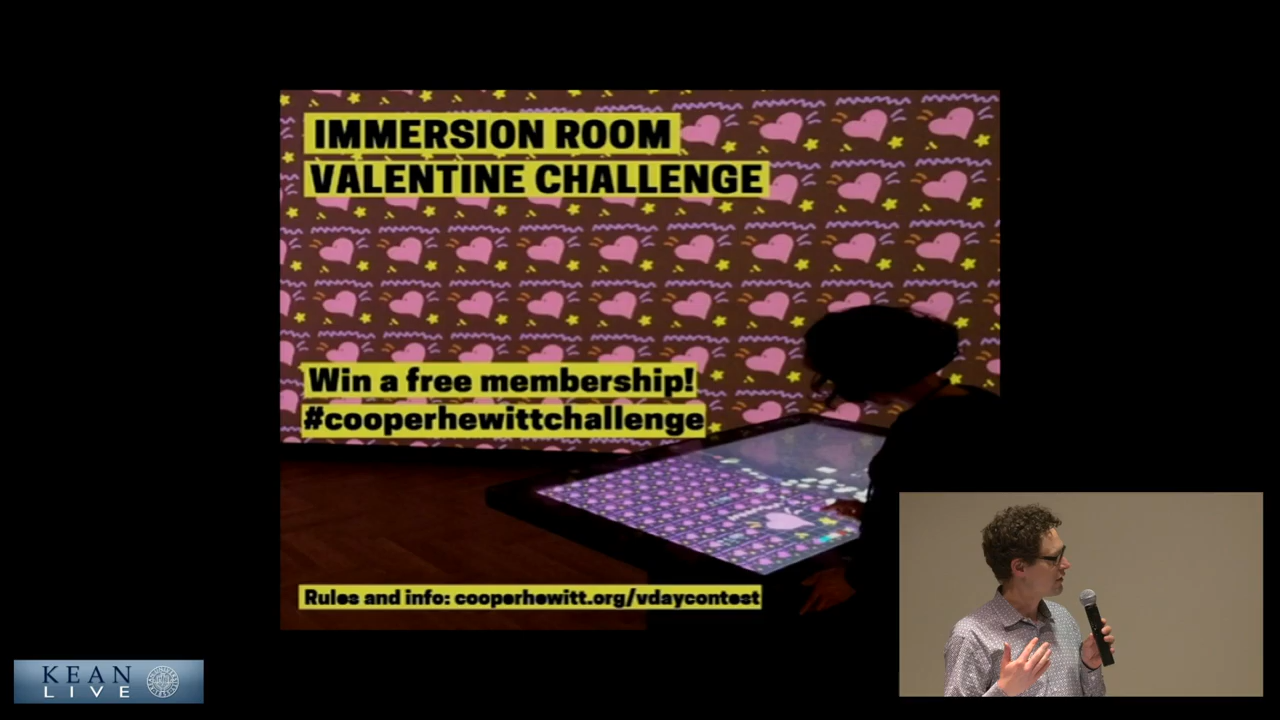 IMMERSION ROOM
VALENTINE CHALLENGE
Win a free membership!
#cooperhewittchallenge
Rules and info: cooperhewitt.org/vdaycontest
KEAN
LIVE